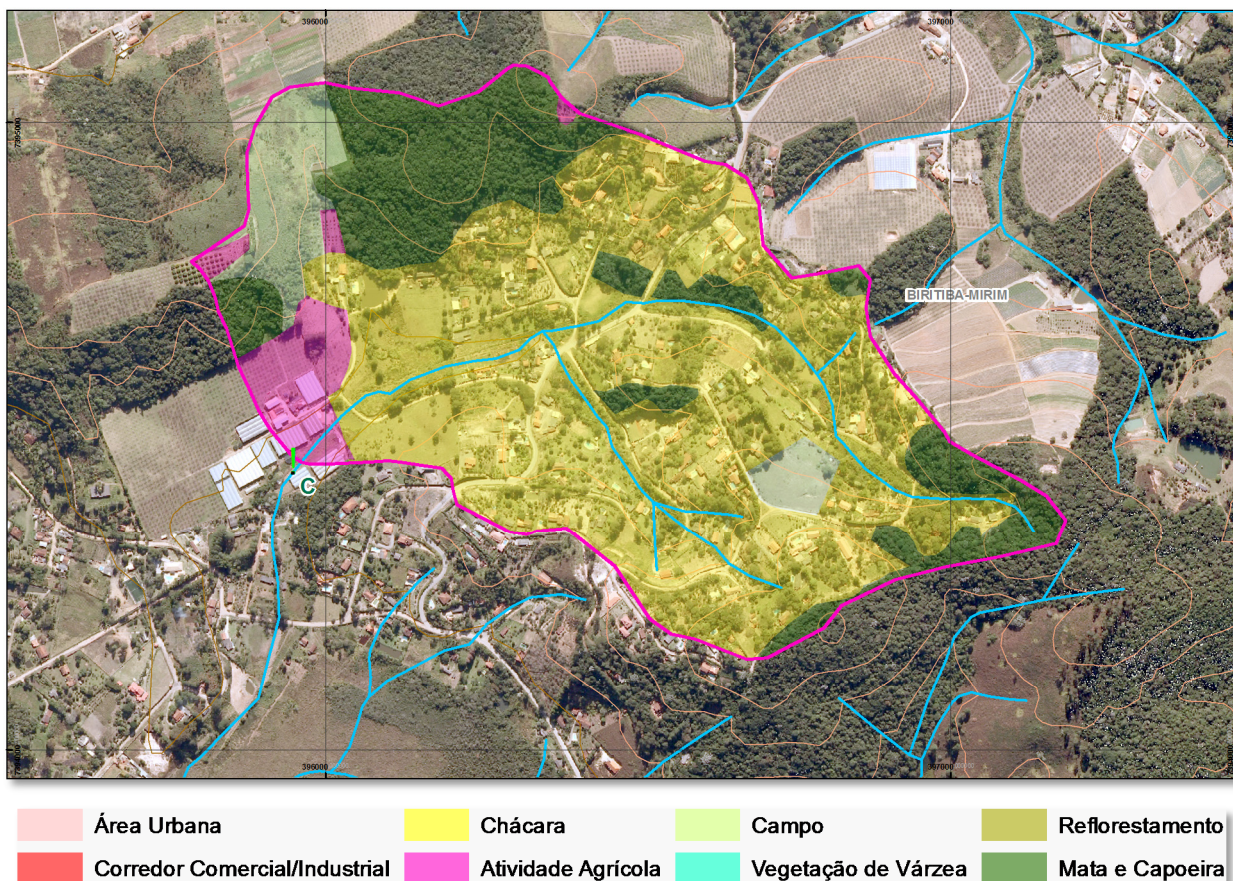 396000
397000
7395000
BIRITIBA-MIRIM
C
396000
397000
Área Urbana
Chácara
Campo
Reflorestamento
Corredor Comercial/Industrial
Atividade Agrícola
Vegetação de Várzea
Mata e Capoeira